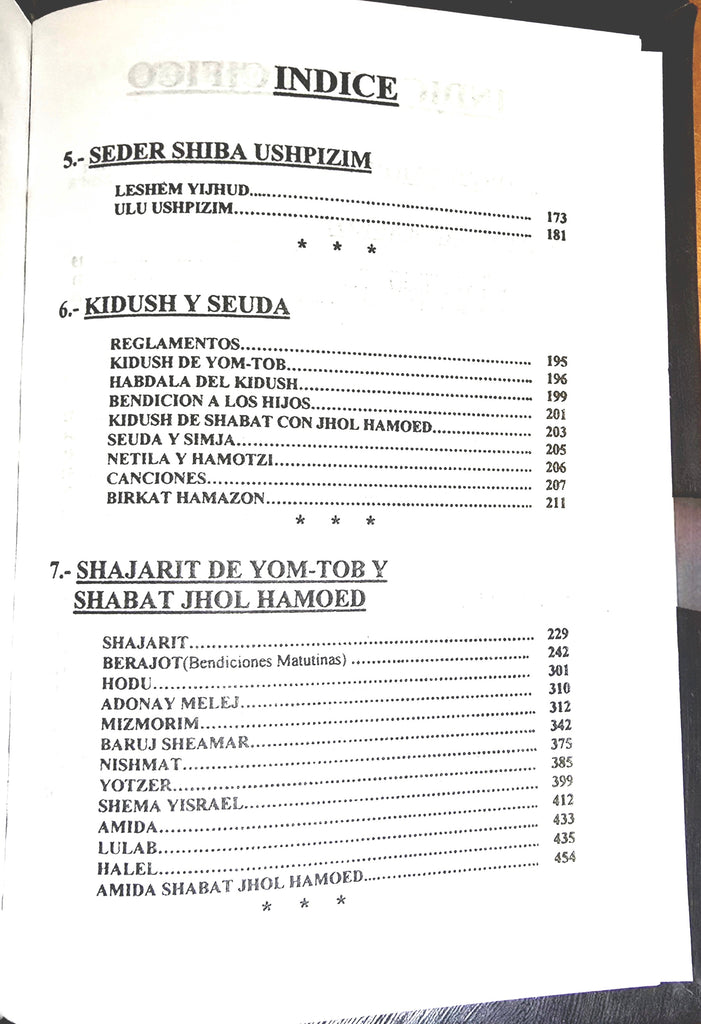 INDICE
5.- SEDER SHIBA USHPIZIM
LESHEM YIJHUD.................... 173
ULU USHPIZIM.................... 181
* * *
6.- KIDUSH Y SEUDA
REGLAMENTOS.................... 195
KIDUSH DE YOM-TOB.................... 196
HABDALA DEL KIDUSH.................... 199
BENDICION A LOS HIJOS.................... 201
KIDUSH DE SHABAT CON JHOL HAMOED.................... 203
SEUDA Y SIMJA.................... 205
NETILA Y HAMOTZI.................... 206
CANCIONES.................... 207
BIRKAT HAMAZON.................... 211
* * *
7.- SHAJARIT DE YOM-TOB Y
SHABAT JHOL HAMOED
SHAJARIT.................... 229
BERAJOT(Bendiciones Matutinas) .................... 242
HODU.................... 301
ADONAY MELEJ.................... 310
MIZMORIM.................... 312
BARUJ SHEAMAR.................... 342
NISHMAT.................... 375
YOTZER.................... 385
SHEMA YISRAEL.................... 399
AMIDA.................... 412
LULAB.................... 433
HALEL.................... 435
AMIDA SHABAT JHOL HAMOED.................... 454
* * *